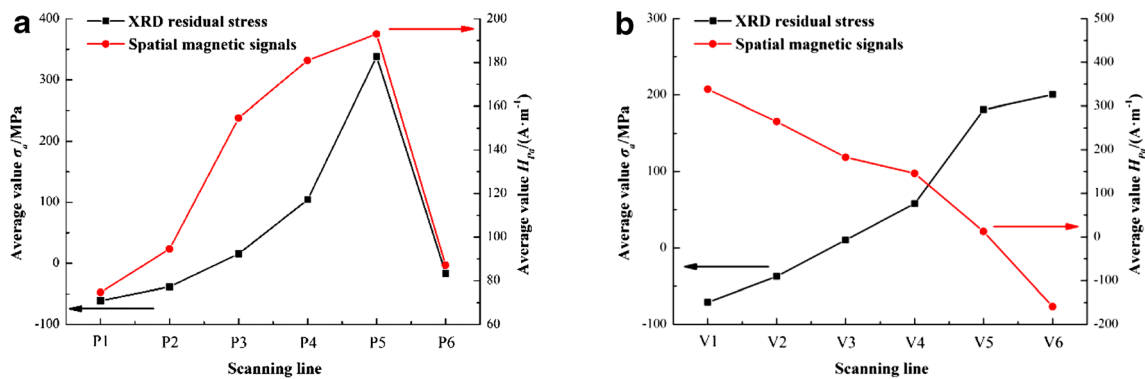 a
XRD residual stress
Spatial magnetic signals
400
300
200
100
0
-100
Average value σa/MPa
200
180
160
140
120
100
80
60
Average value HPa/(A·m⁻¹)
P1 P2 P3 P4 P5 P6
Scanning line
b
XRD residual stress
Spatial magnetic signals
300
200
100
0
-100
Average value σa/MPa
500
400
300
200
100
0
-100
-200
Average value HPa/(A·m⁻¹)
V1 V2 V3 V4 V5 V6
Scanning line